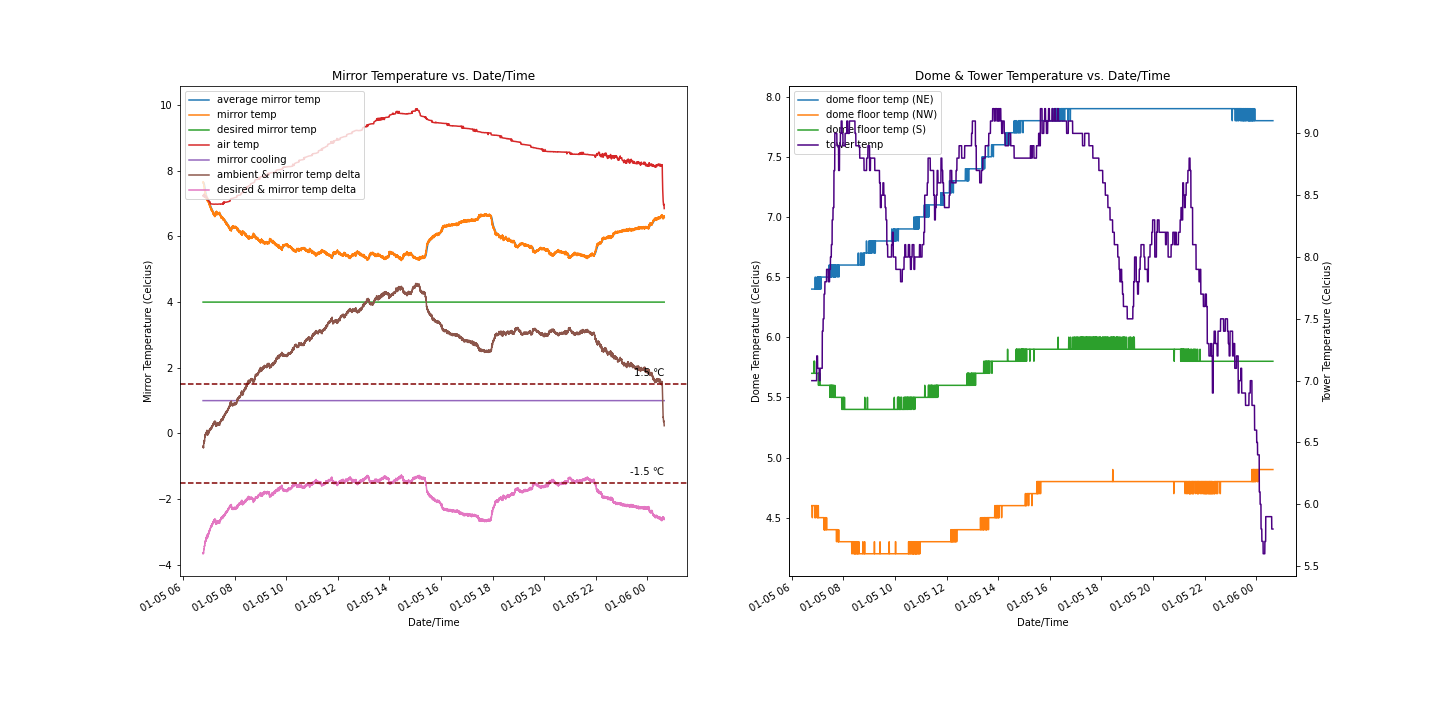 Mirror Temperature vs. Date/Time
average mirror temp
mirror temp
desired mirror temp
air temp
mirror cooling
ambient & mirror temp delta
desired & mirror temp delta
10
8
6
4
2
0
−2
−4
Mirror Temperature (Celcius)
1.5 °C
-1.5 °C
01-05 06
01-05 08
01-05 10
01-05 12
01-05 14
01-05 16
01-05 18
01-05 20
01-05 22
01-06 00
Date/Time
Dome & Tower Temperature vs. Date/Time
dome floor temp (NE)
dome floor temp (NW)
dome floor temp (S)
tower temp
8.0
7.5
7.0
6.5
6.0
5.5
5.0
4.5
Dome Temperature (Celcius)
9.0
8.5
8.0
7.5
7.0
6.5
6.0
5.5
Tower Temperature (Celcius)
01-05 06
01-05 08
01-05 10
01-05 12
01-05 14
01-05 16
01-05 18
01-05 20
01-05 22
01-06 00
Date/Time